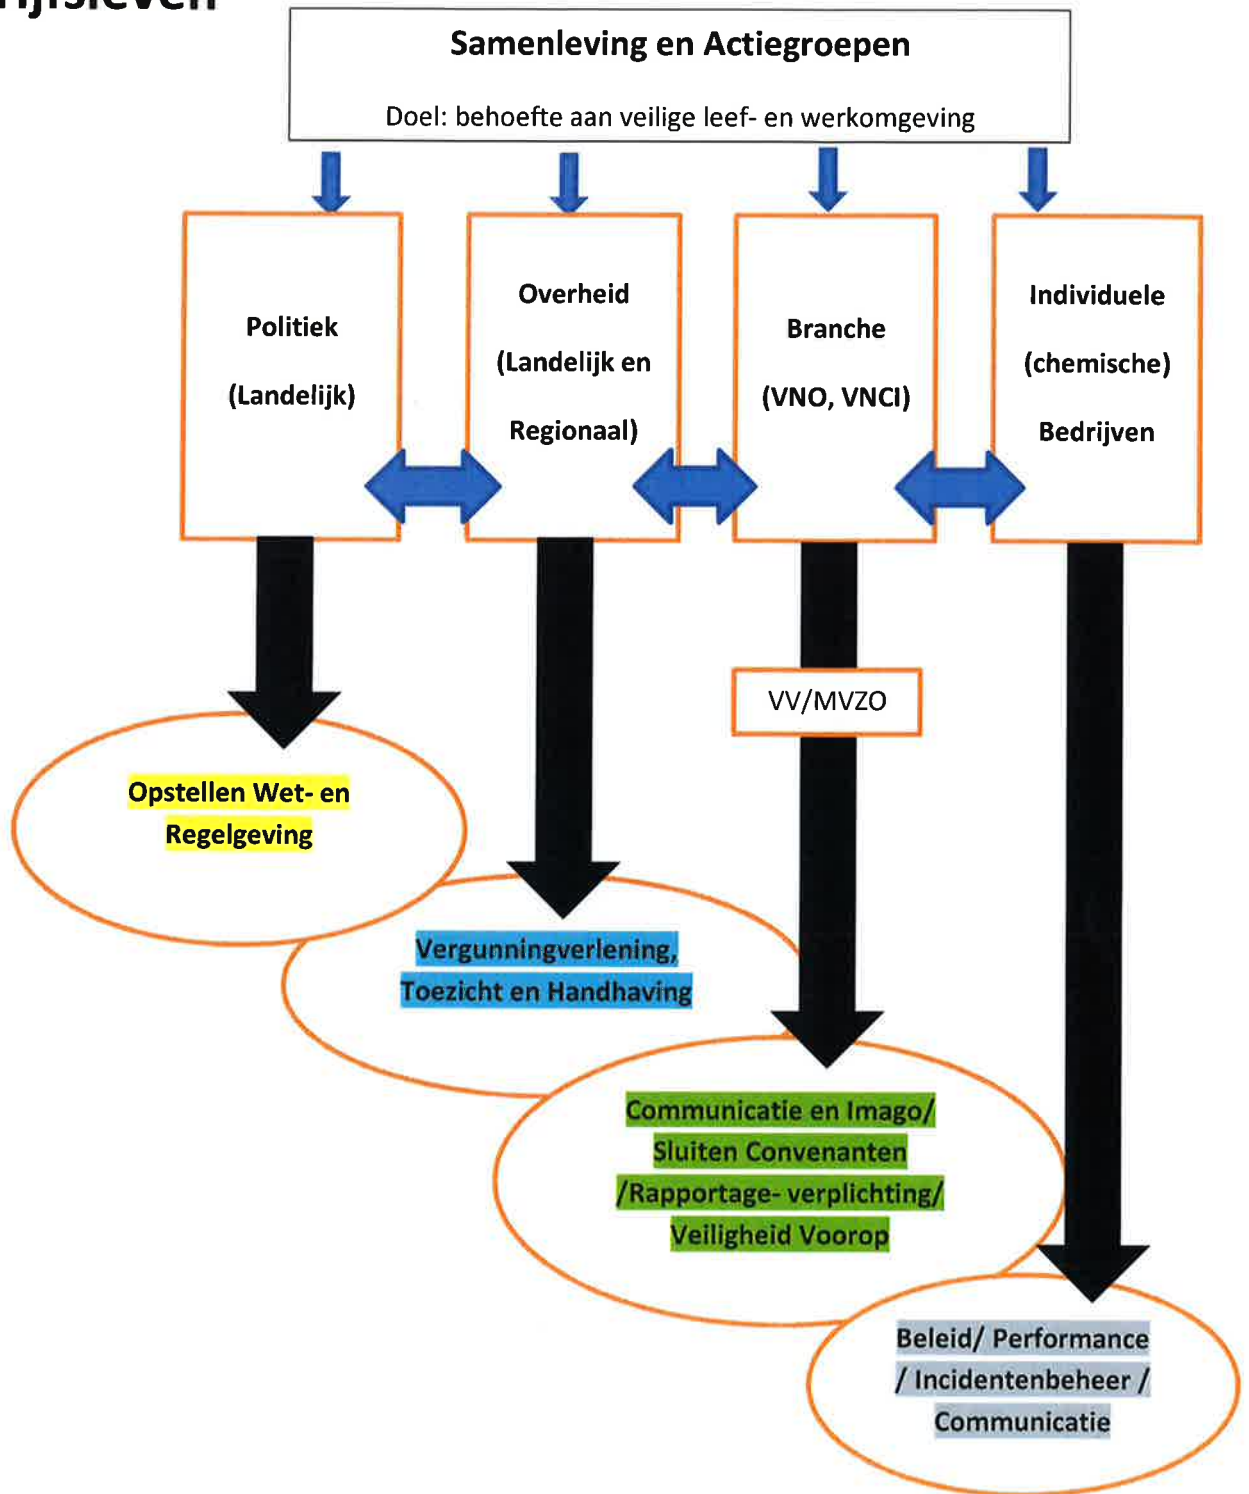 Samenleving en Actiegroepen
Doel: behoefte aan veilige leef- en werkomgeving
Politiek
(Landelijk)
Overheid
(Landelijk en
Regionaal)
Branche
(VNO, VNCI)
Individuele
(chemische)
Bedrijven
VV/MVZO
Opstellen Wet- en
Regelgeving
Vergunningverlening,
Toezicht en Handhaving
Communicatie en Imago/
Sluiten Convenanten
/Rapportage- verplichting/
Veiligheid Voorop
Beleid/ Performance
/ Incidentenbeheer /
Communicatie